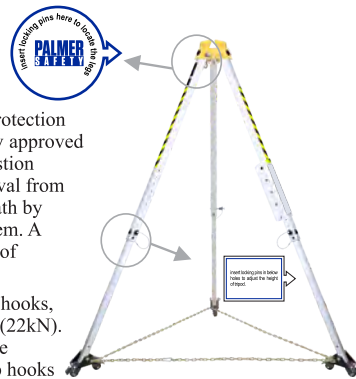 insert locking pins here to locate the legs
PALMER
SAFETY
rotection
y approved
stion
val from
ath by
em. A
of
hooks,
(22kN).
e
o hooks
insert locking pins in below
holes to adjust the height
of tripod.